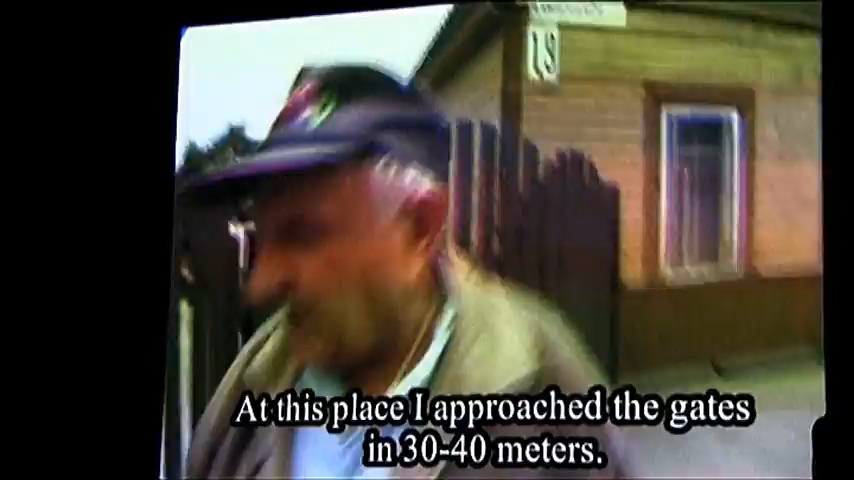 19
At this place I approached the gates
in 30-40 meters.